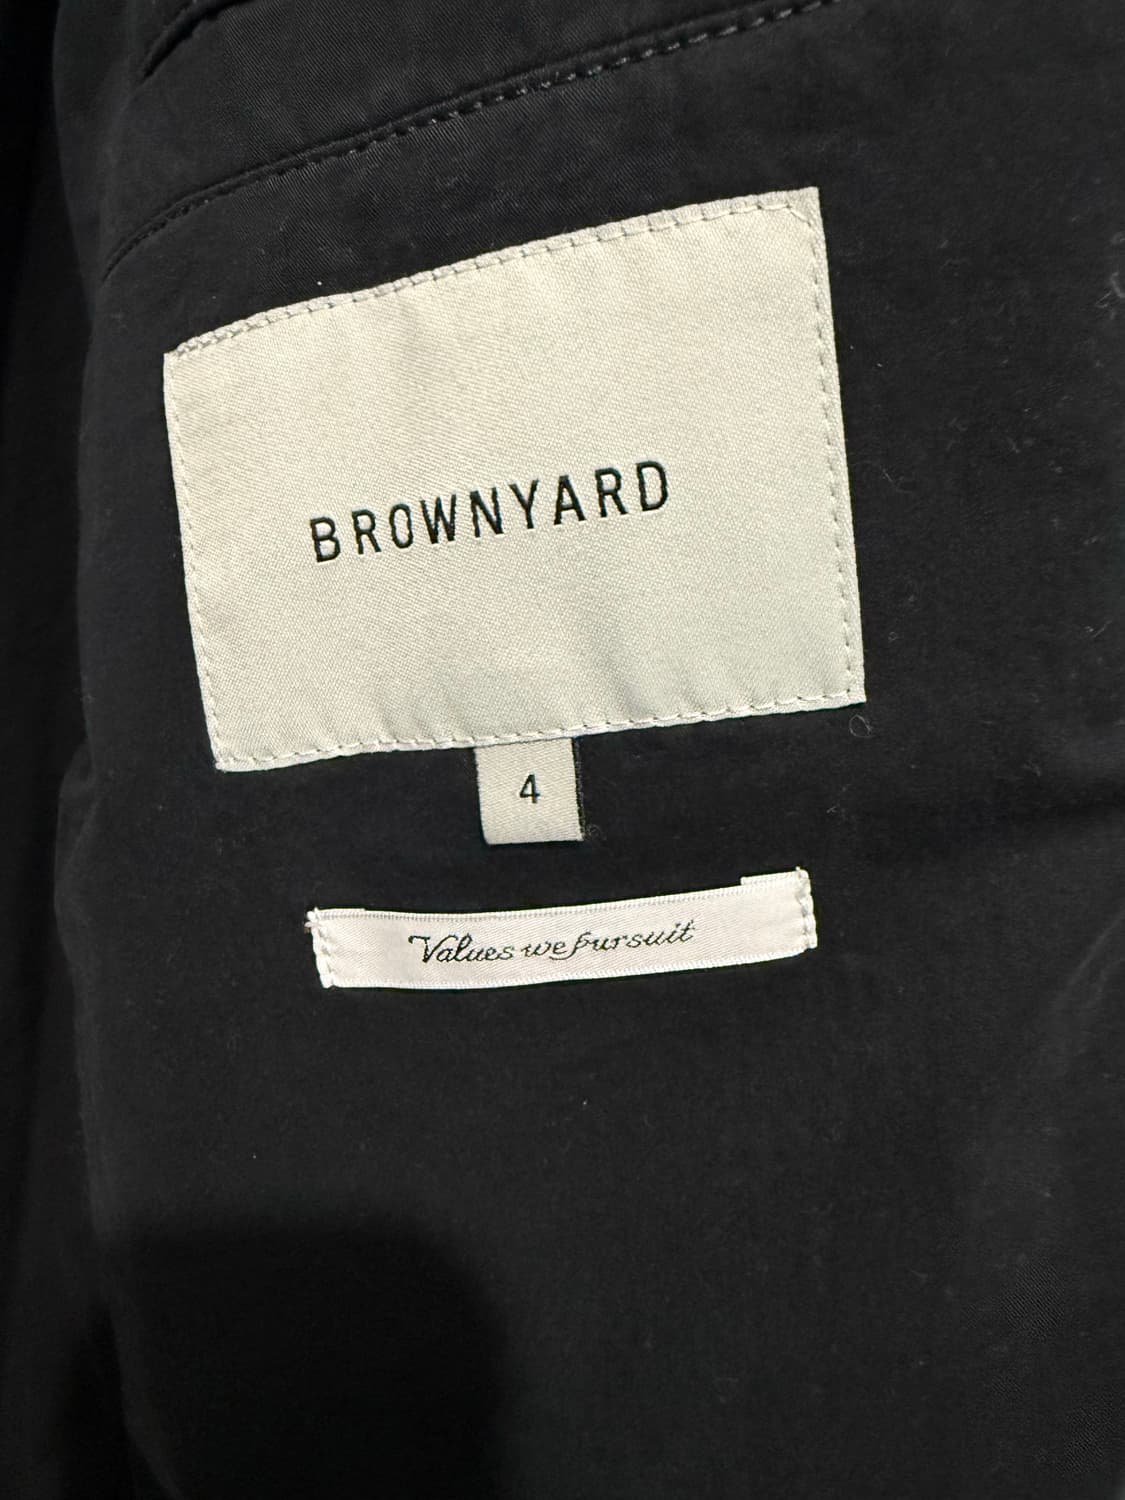 BROWNYARD
4
Values we pursuit